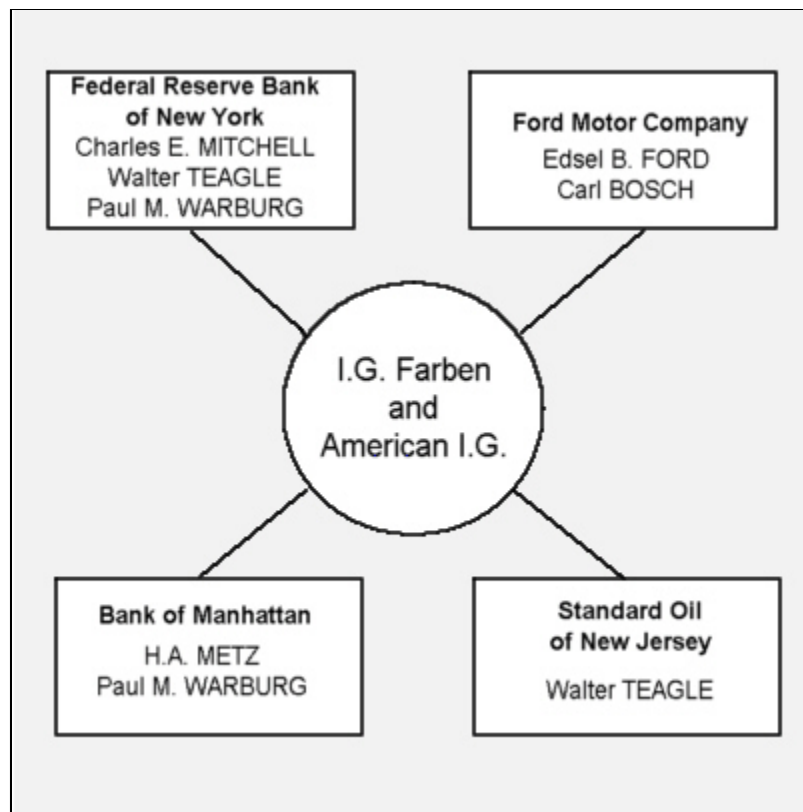 Federal Reserve Bank
of New York
Charles E. MITCHELL
Walter TEAGLE
Paul M. WARBURG
Ford Motor Company
Edsel B. FORD
Carl BOSCH
I.G. Farben
and
American I.G.
Bank of Manhattan
H.A. METZ
Paul M. WARBURG
Standard Oil
of New Jersey
Walter TEAGLE